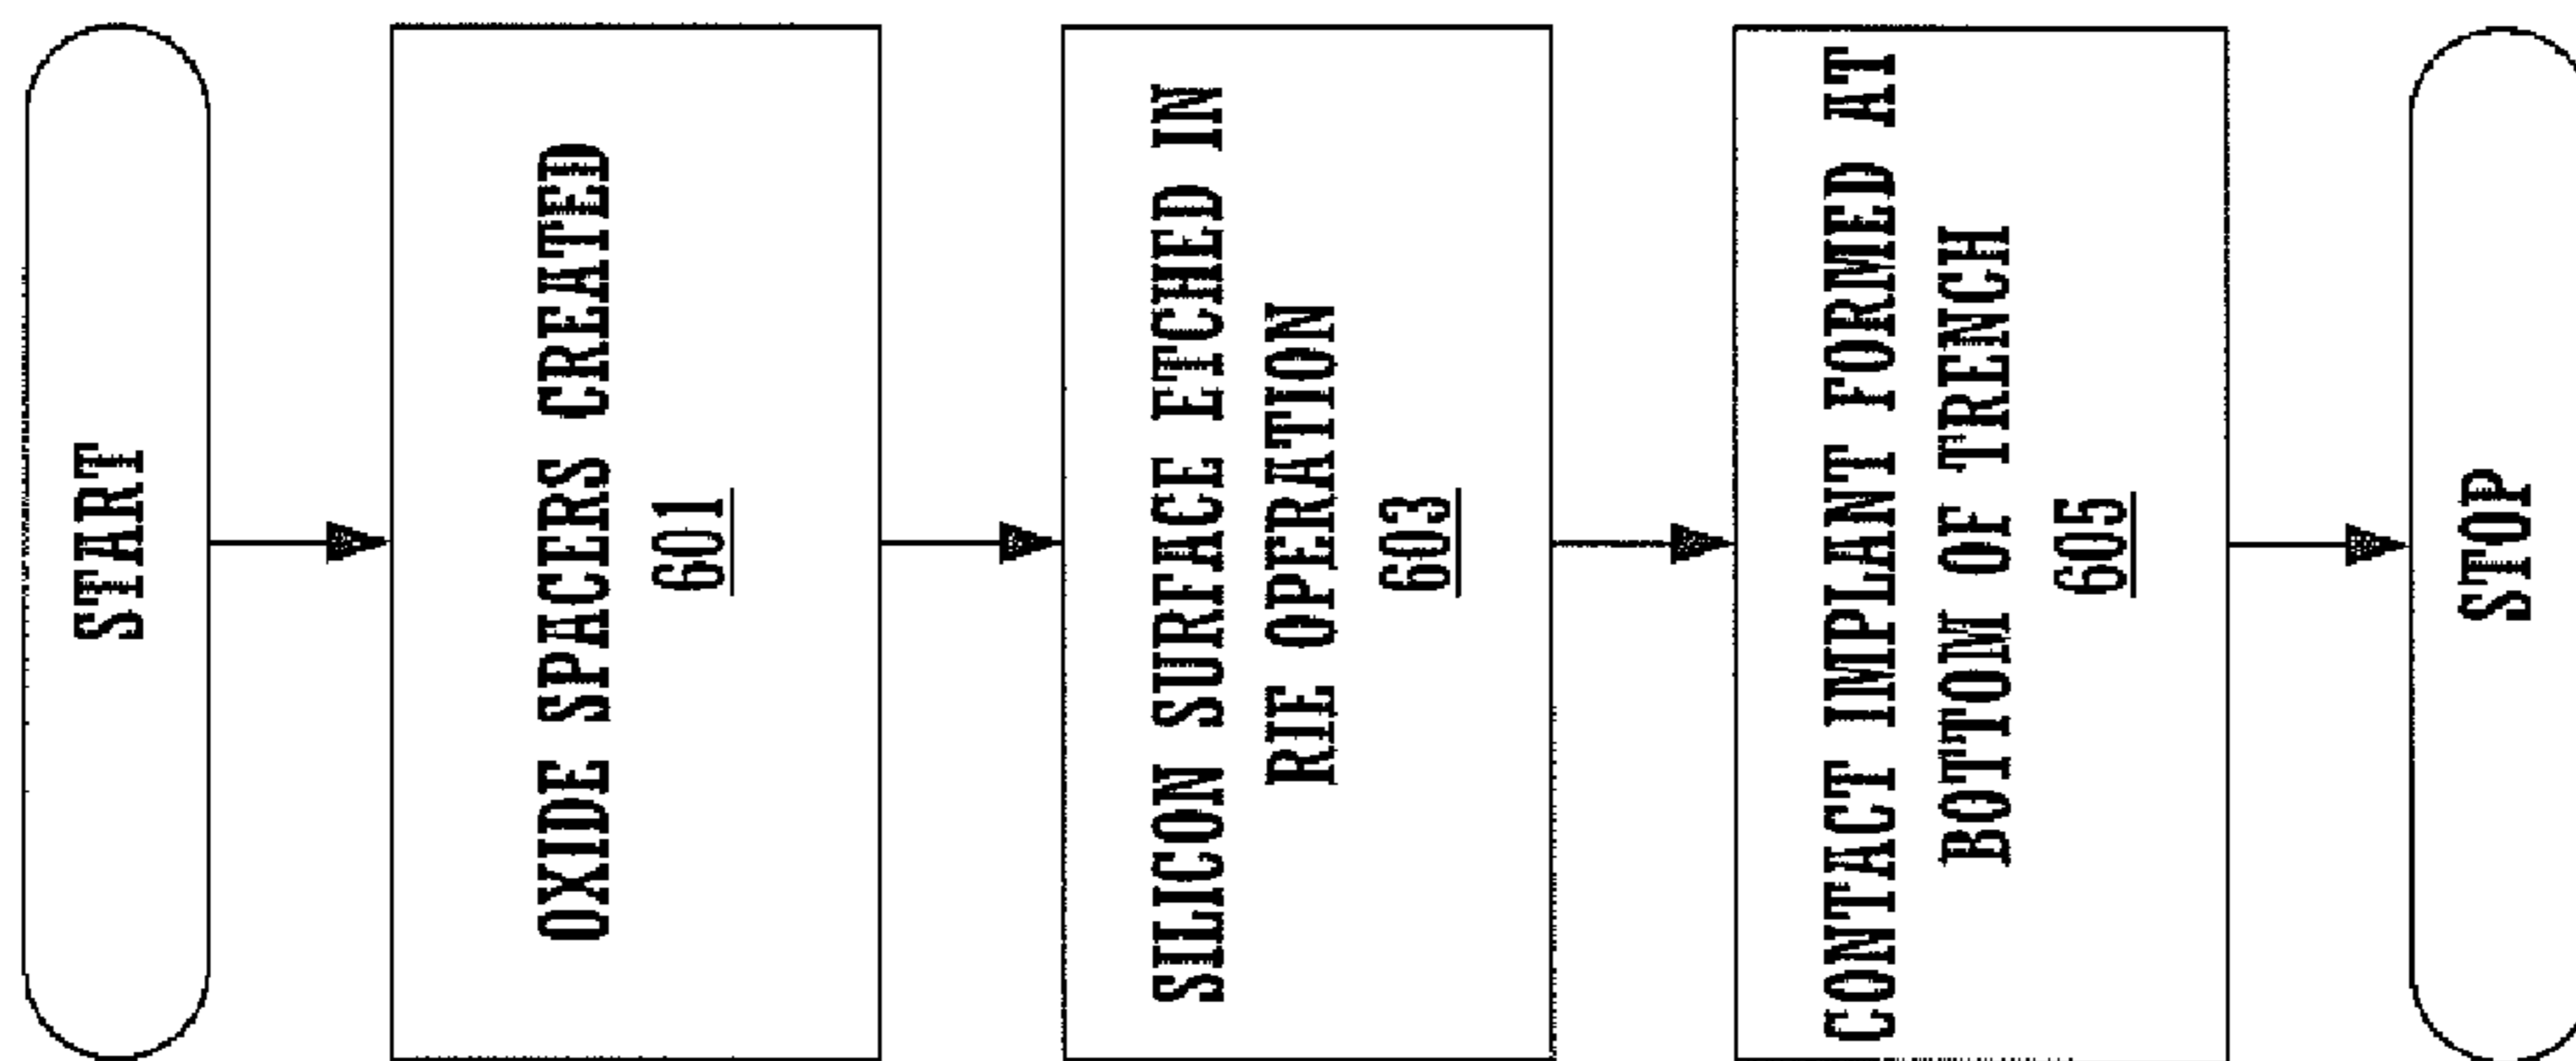 START
OXIDE SPACERS CREATED
601
SILICON SURFACE ETCHED IN
RIE OPERATION
603
CONTACT IMPLANT FORMED AT
BOTTOM OF TRENCH
605
STOP